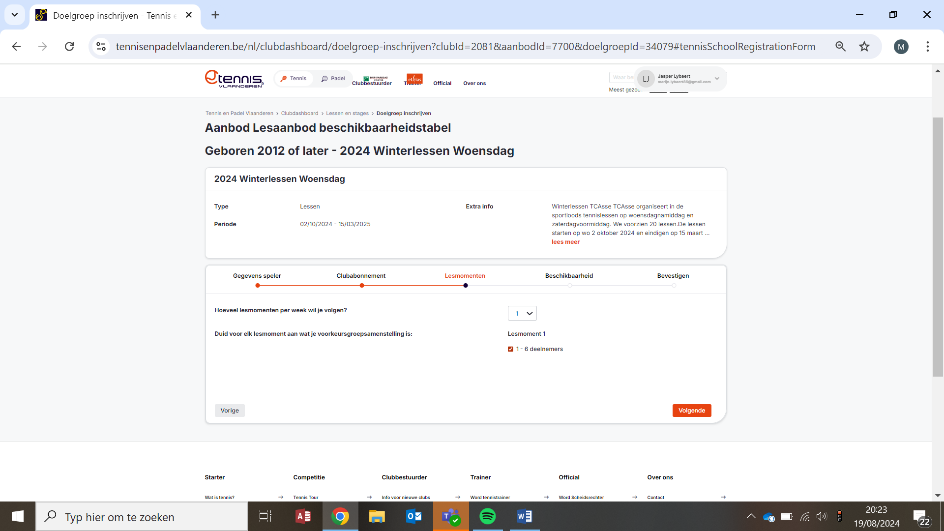 Doelgroep inschrijven - Tennis e
tennisenpadelvlaanderen.be/nl/clubdashboard/doelgroep-inschrijven?clubId=2081&aanbodId=7700&doelgroepId=34079#tennisSchoolRegistrationForm
M
tennis
VLAANDEREN
Tennis
Padel
Clubbestuurder
Trainer
Official
Over ons
Jasper Lybaert
Meest gezoc
Tennis en Padel Vlaanderen > Clubdashboard > Lessen en stages > Doelgroep inschrijven
Aanbod Lesaanbod beschikbaarheidstabel
Geboren 2012 of later - 2024 Winterlessen Woensdag
2024 Winterlessen Woensdag
Type Lessen
Periode 02/10/2024 - 15/03/2025
Extra info
Winterlessen TCAsse TCAsse organiseert in de
sportloods tennislessen op woensdagnamiddag en
zaterdagvoormiddag. We voorzien 20 lessen.De lessen
starten op wo 2 oktober 2024 en eindigen op 15 maart ...
lees meer
Gegevens speler Clubabonnement Lesmomenten Beschikbaarheid Bevestigen
Hoeveel lesmomenten per week wil je volgen? 1
Duid voor elk lesmoment aan wat je voorkeursgroepsamenstelling is: Lesmoment 1
1 - 6 deelnemers
Vorige
Volgende
Starter Competitie Clubbestuurder Trainer Official Over ons
Wat is tennis? Tennis Tour Info voor nieuwe clubs Word tennistrainer Word Scheidsrechter Contact
Typ hier om te zoeken
20:23
19/08/2024
22